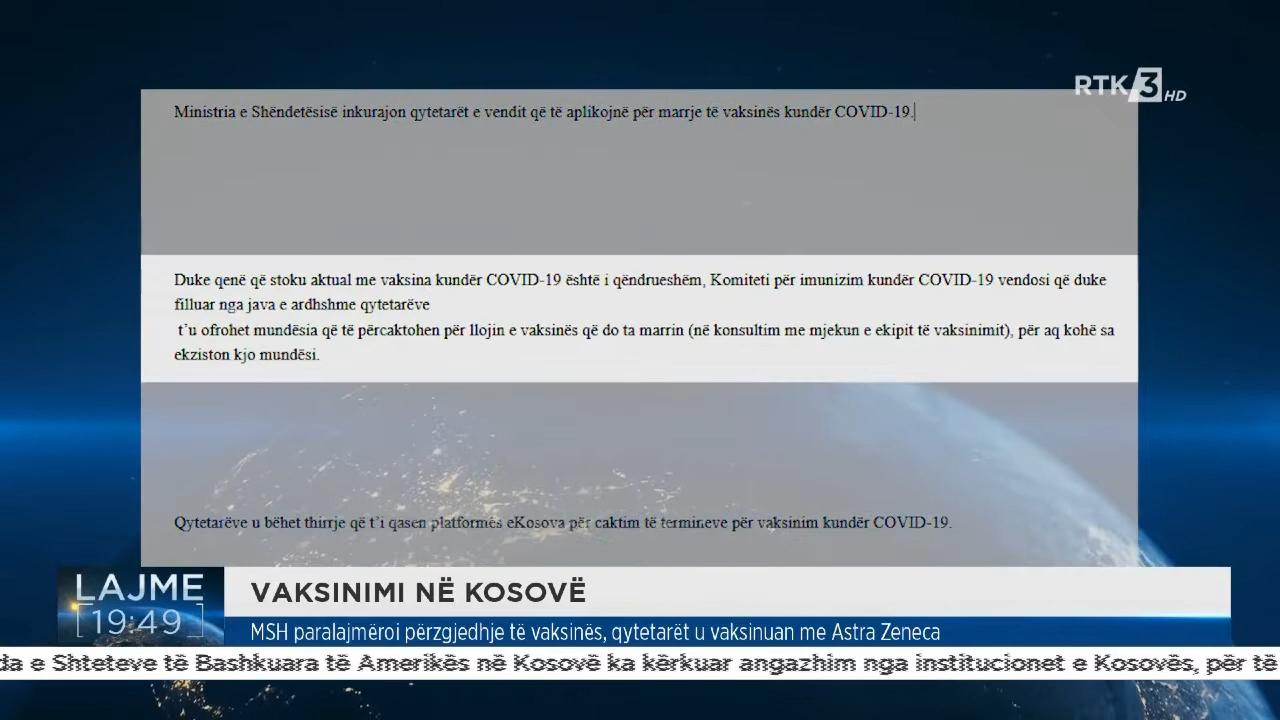 RTK 3 HD
Ministria e Shëndetësisë inkurajon qytetarët e vendit që të aplikojnë për marrje të vaksinës kundër COVID-19.
Duke qenë që stoku aktual me vaksina kundër COVID-19 është i qëndrueshëm, Komiteti për imunizim kundër COVID-19 vendosi që duke
filluar nga java e ardhshme qytetarëve
t'u ofrohet mundësia që të përcaktohen për llojin e vaksinës që do ta marrin (në konsultim me mjekun e ekipit të vaksinimit), për aq kohë sa
ekziston kjo mundësi.
Qytetarëve u bëhet thirrje që t'i qasen platformës eKosova për caktim të termineve për vaksinim kundër COVID-19.
LAJME
[19:49]
VAKSINIMI NË KOSOVË
MSH paralajmëroi përzgjedhje të vaksinës, qytetarët u vaksinuan me Astra Zeneca
da e Shteteve të Bashkuara të Amerikës në Kosovë ka kërkuar angazhim nga institucionet e Kosovës, për të